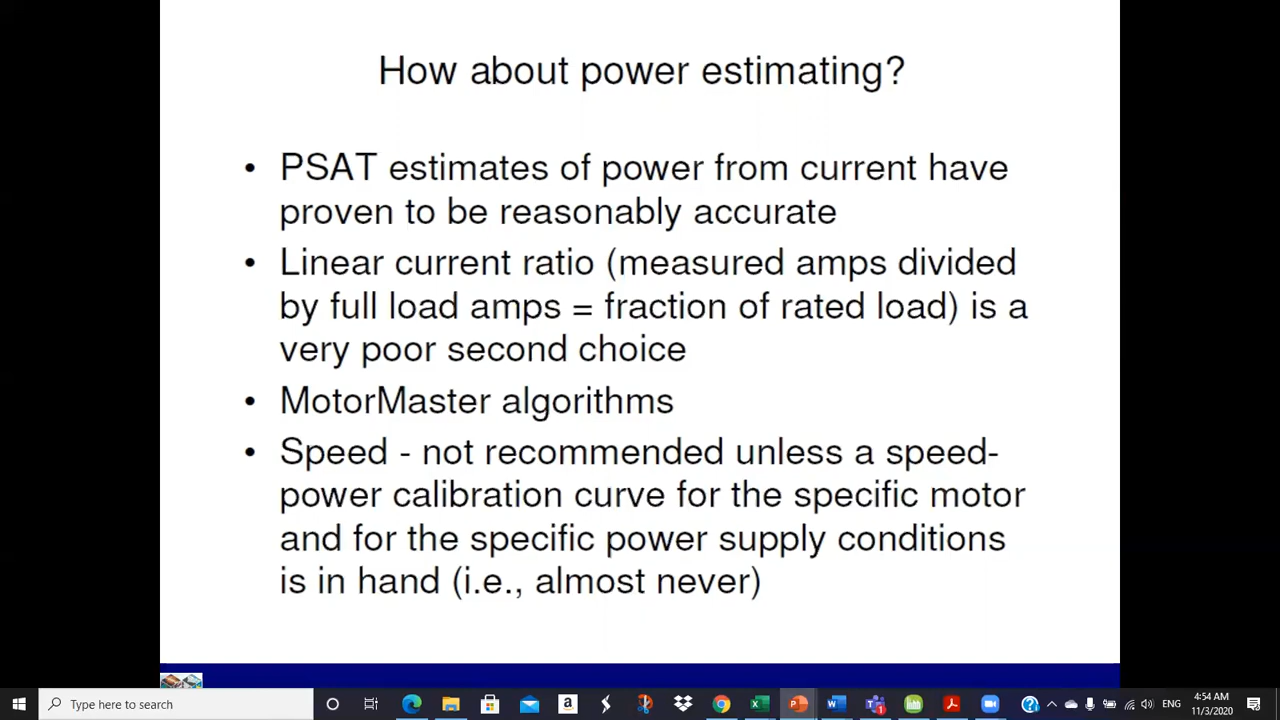 How about power estimating?
• PSAT estimates of power from current have
proven to be reasonably accurate
• Linear current ratio (measured amps divided
by full load amps = fraction of rated load) is a
very poor second choice
• MotorMaster algorithms
• Speed - not recommended unless a speed-
power calibration curve for the specific motor
and for the specific power supply conditions
is in hand (i.e., almost never)
Type here to search
ENG
4:54 AM
11/3/2020